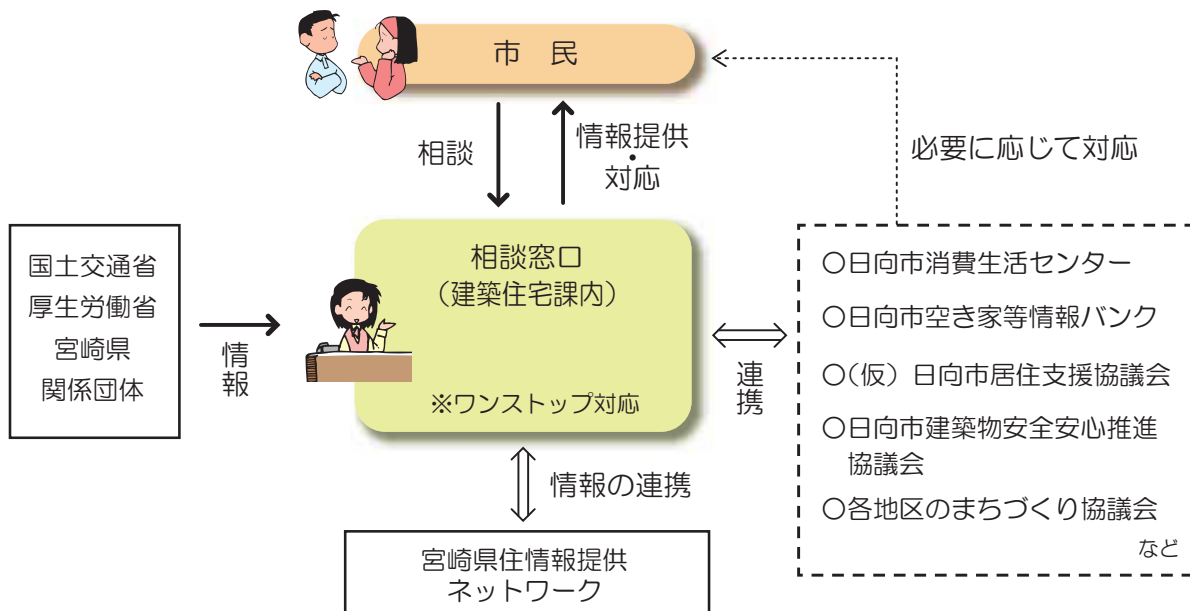 市 民
相談
情報提供
・
対応
必要に応じて対応
国土交通省
厚生労働省
宮崎県
関係団体
情報
相談窓口
（建築住宅課内）
※ワンストップ対応
連携
○日向市消費生活センター
○日向市空き家等情報バンク
○（仮）日向市居住支援協議会
○日向市建築物安全安心推進
協議会
○各地区のまちづくり協議会
など
情報の連携
宮崎県住情報提供
ネットワーク